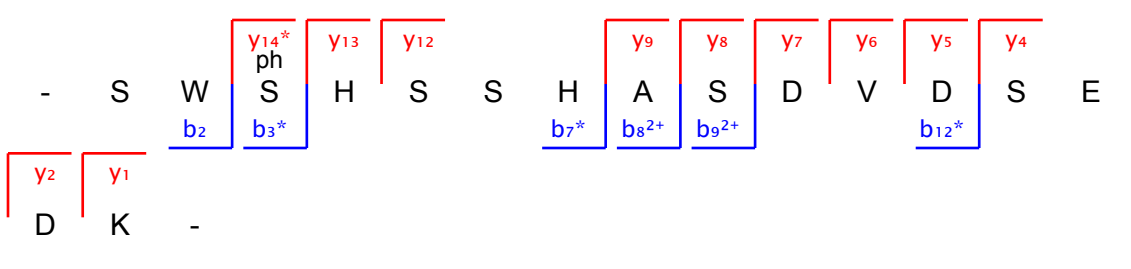 y14* y13 y12 y9 y8 y7 y6 y5 y4
ph
- S W S H S S H A S D V D S E
b2 b3* b7* b82+ b92+ b12*
y2 y1
D K -